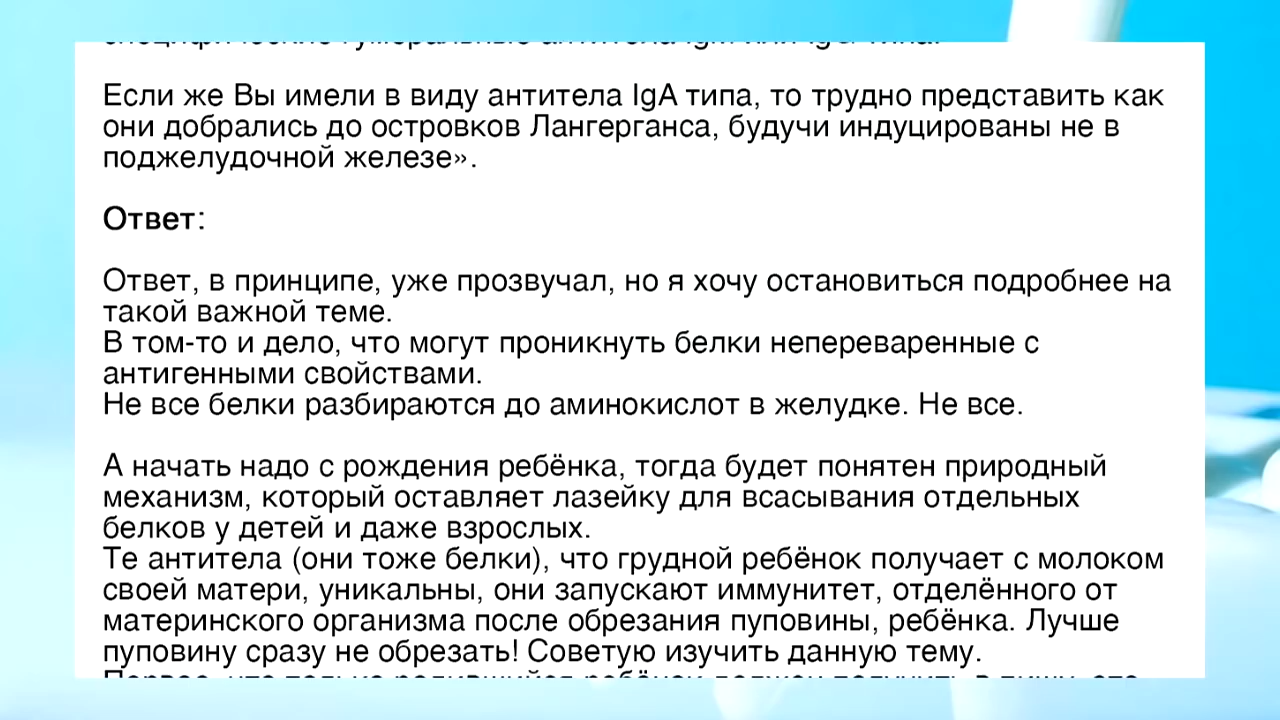 Если же Вы имели в виду антитела IgA типа, то трудно представить как
они добрались до островков Лангерганса, будучи индуцированы не в
поджелудочной железе».
Ответ:
Ответ, в принципе, уже прозвучал, но я хочу остановиться подробнее на
такой важной теме.
В том-то и дело, что могут проникнуть белки непереваренные с
антигенными свойствами.
Не все белки разбираются до аминокислот в желудке. Не все.
А начать надо с рождения ребёнка, тогда будет понятен природный
механизм, который оставляет лазейку для всасывания отдельных
белков у детей и даже взрослых.
Те антитела (они тоже белки), что грудной ребёнок получает с молоком
своей матери, уникальны, они запускают иммунитет, отделённого от
материнского организма после обрезания пуповины, ребёнка. Лучше
пуповину сразу не обрезать! Советую изучить данную тему.